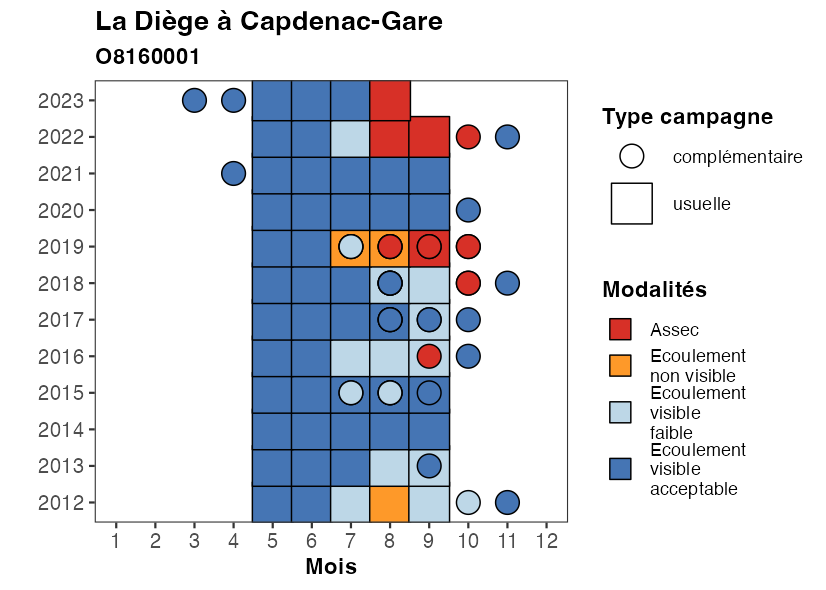 La Diège à Capdenac-Gare
O8160001
2023
2022
2021
2020
2019
2018
2017
2016
2015
2014
2013
2012
1 2 3 4 5 6 7 8 9 10 11 12
Mois
Type campagne
complémentaire
usuelle
Modalités
Assec
Ecoulement
non visible
Ecoulement
visible
faible
Ecoulement
visible
acceptable